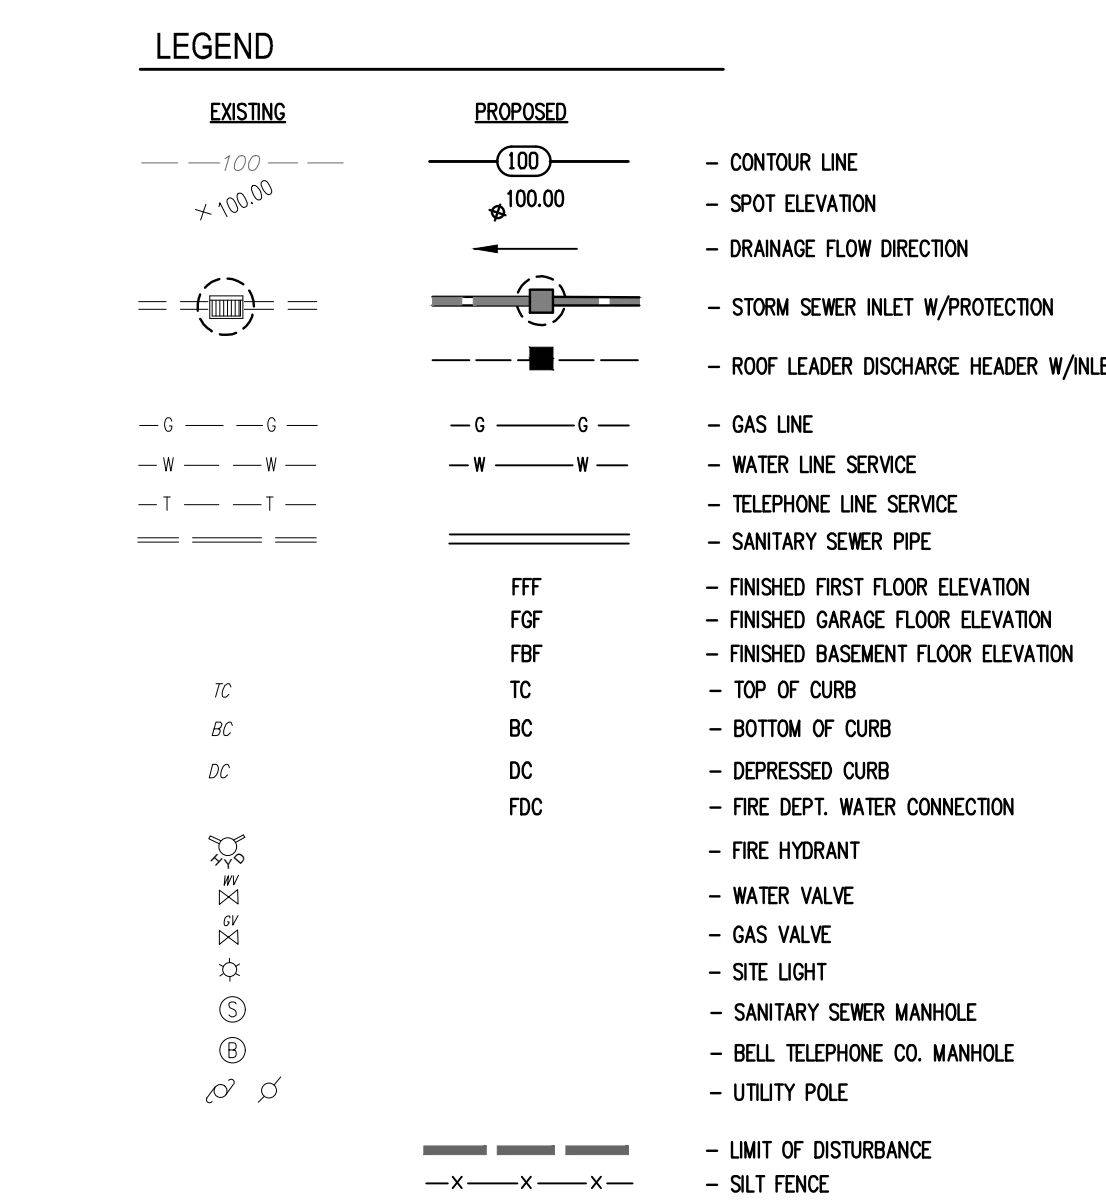 LEGEND
EXISTING PROPOSED
100 100 - CONTOUR LINE
× 100.00 100.00 - SPOT ELEVATION
- DRAINAGE FLOW DIRECTION
- STORM SEWER INLET W/PROTECTION
- ROOF LEADER DISCHARGE HEADER W/INLE
G G G G - GAS LINE
W W W W - WATER LINE SERVICE
T T - TELEPHONE LINE SERVICE
- SANITARY SEWER PIPE
FFF - FINISHED FIRST FLOOR ELEVATION
FGF - FINISHED GARAGE FLOOR ELEVATION
FBF - FINISHED BASEMENT FLOOR ELEVATION
TC TC - TOP OF CURB
BC BC - BOTTOM OF CURB
DC DC - DEPRESSED CURB
FDC - FIRE DEPT. WATER CONNECTION
HYD - FIRE HYDRANT
WV - WATER VALVE
GV - GAS VALVE
- SITE LIGHT
S - SANITARY SEWER MANHOLE
B - BELL TELEPHONE CO. MANHOLE
- UTILITY POLE
- LIMIT OF DISTURBANCE
X X X - SILT FENCE